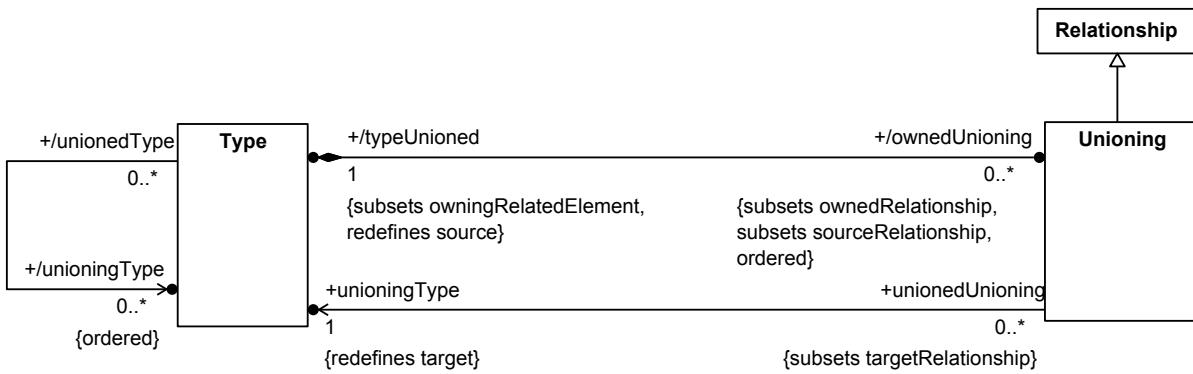 Relationship
+/unionedType
Type
+/typeUnioned
+/ownedUnioning
Unioning
0..*
1
0..*
{subsets owningRelatedElement,
redefines source}
{subsets ownedRelationship,
subsets sourceRelationship,
ordered}
+/unioningType
+unioningType
+unionedUnioning
0..*
1
0..*
{ordered}
{redefines target}
{subsets targetRelationship}